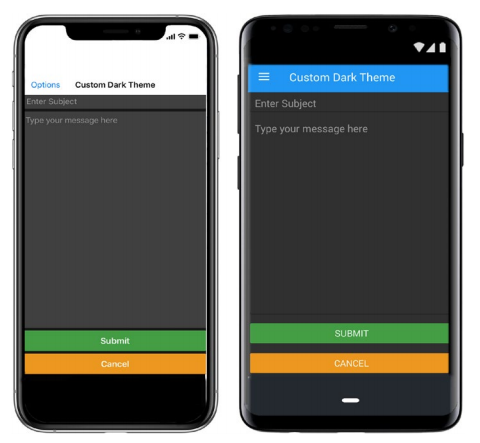 Options Custom Dark Theme
Enter Subject
Type your message here
Submit
Cancel
Custom Dark Theme
Enter Subject
Type your message here
SUBMIT
CANCEL